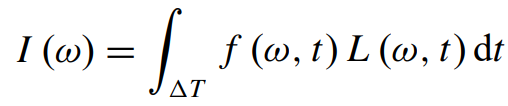 I (ω) = ∫_{ΔT} f (ω, t) L (ω, t) dt